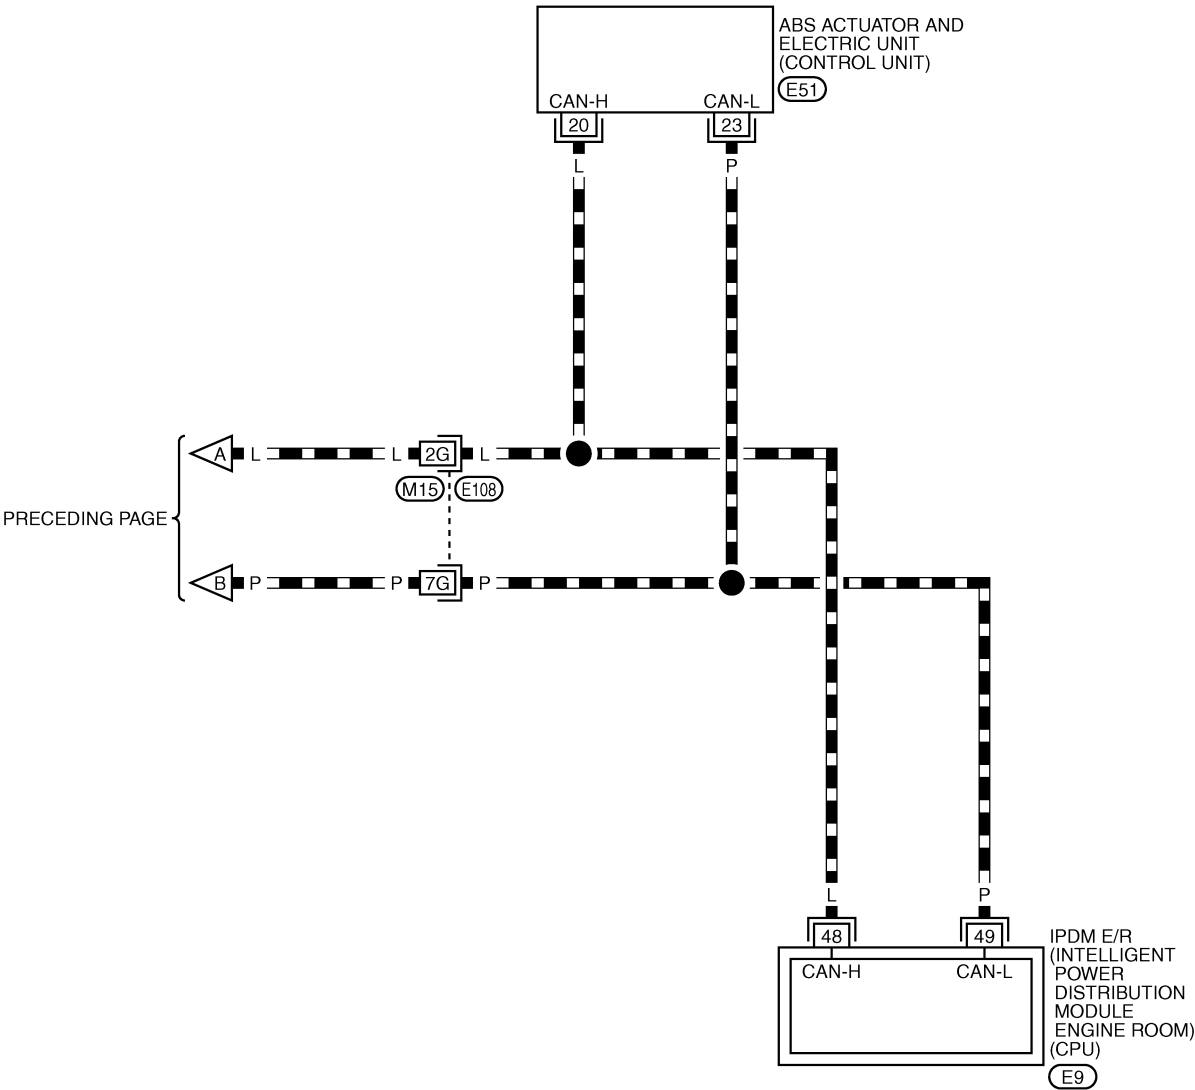 ABS ACTUATOR AND
ELECTRIC UNIT
(CONTROL UNIT)
E51
CAN-H CAN-L
20 23
L P
A L L 2G L
M15 E108
PRECEDING PAGE
B P P 7G P
L P
48 49
CAN-H CAN-L
IPDM E/R
(INTELLIGENT
POWER
DISTRIBUTION
MODULE
ENGINE ROOM)
(CPU)
E9